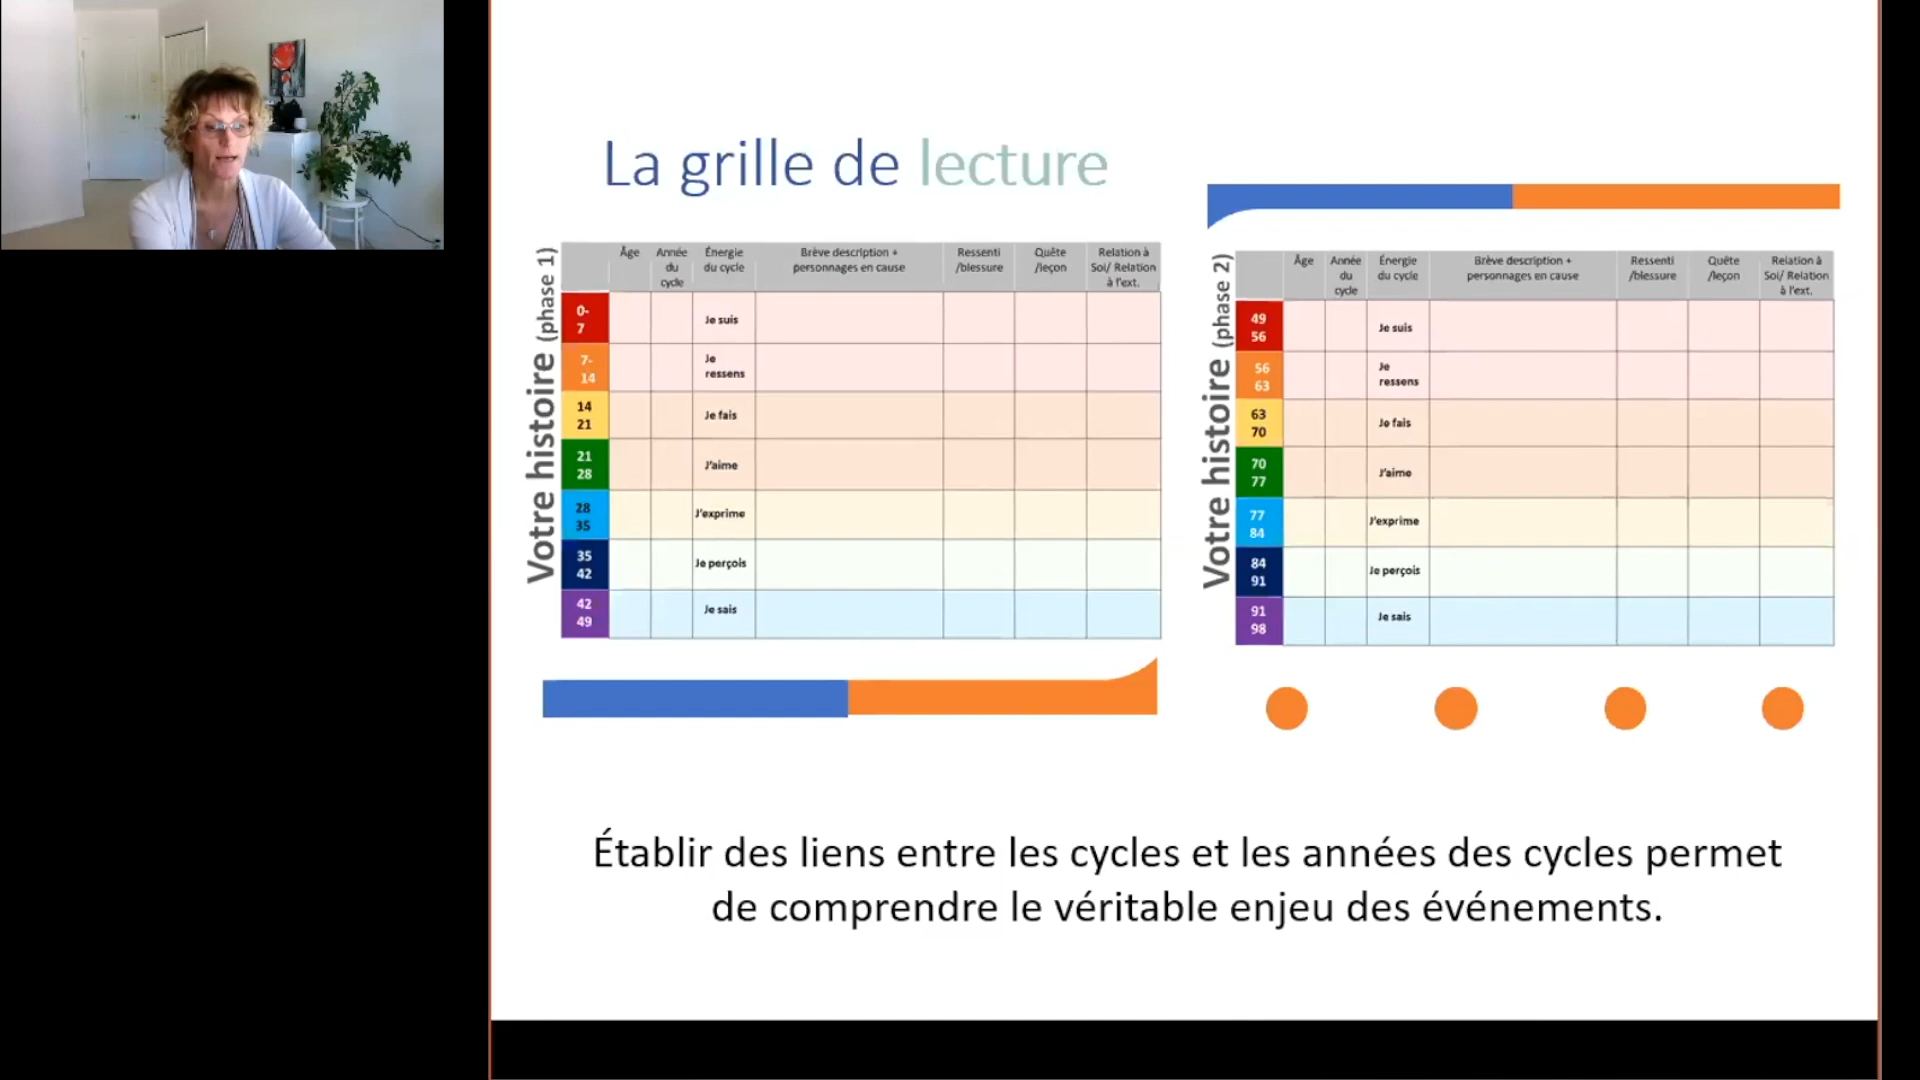 La grille de lecture
Votre histoire (phase 1)
Âge
Année du cycle
Énergie du cycle
Brève description + personnages en cause
Ressenti /blessure
Quête /leçon
Relation à Soi/ Relation à l'ext.
0-
7
Je suis
7-
14
Je
ressens
14
21
Je fais
21
28
J'aime
28
35
J'exprime
35
42
Je perçois
42
49
Je sais
Votre histoire (phase 2)
Âge
Année du cycle
Énergie du cycle
Brève description + personnages en cause
Ressenti /blessure
Quête /leçon
Relation à Soi/ Relation à l'ext.
49
56
Je suis
56
63
Je
ressens
63
70
Je fais
70
77
J'aime
77
84
J'exprime
84
91
Je perçois
91
98
Je sais
Établir des liens entre les cycles et les années des cycles permet
de comprendre le véritable enjeu des événements.